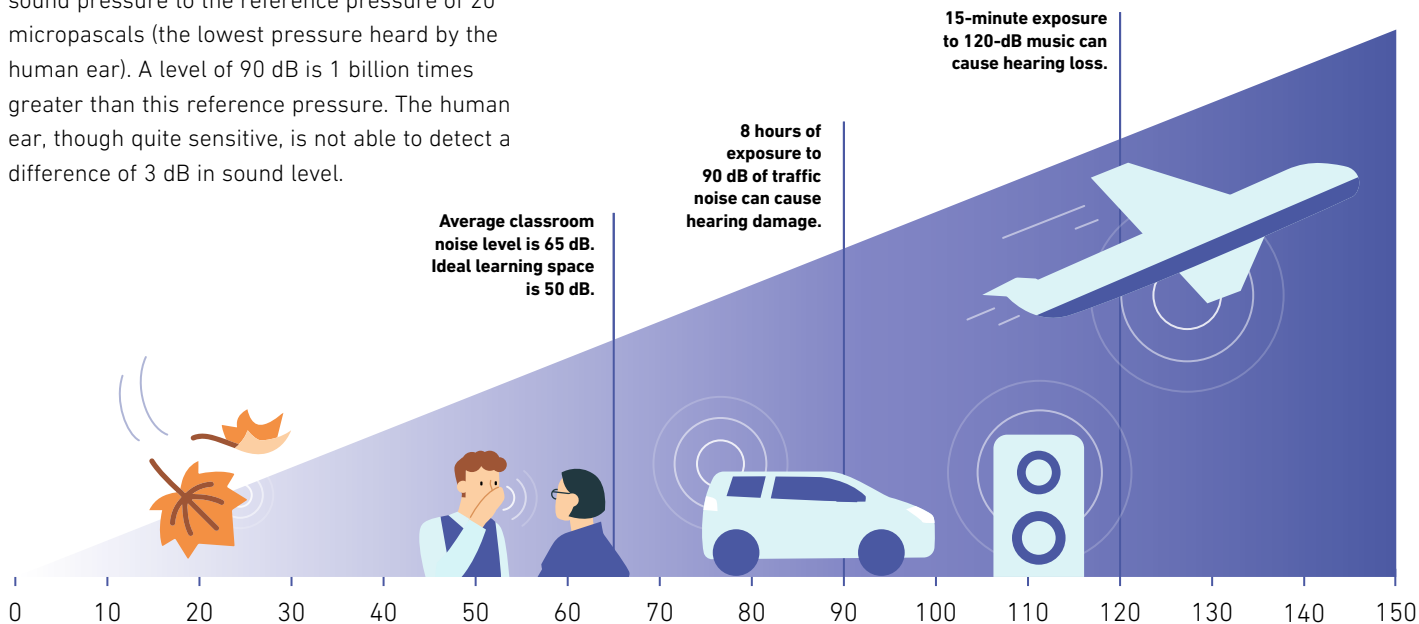 sound pressure to the reference pressure of 20
micropascals (the lowest pressure heard by the
human ear). A level of 90 dB is 1 billion times
greater than this reference pressure. The human
ear, though quite sensitive, is not able to detect a
difference of 3 dB in sound level.
15-minute exposure
to 120-dB music can
cause hearing loss.
8 hours of
exposure to
90 dB of traffic
noise can cause
hearing damage.
Average classroom
noise level is 65 dB.
Ideal learning space
is 50 dB.
0 10 20 30 40 50 60 70 80 90 100 110 120 130 140 150